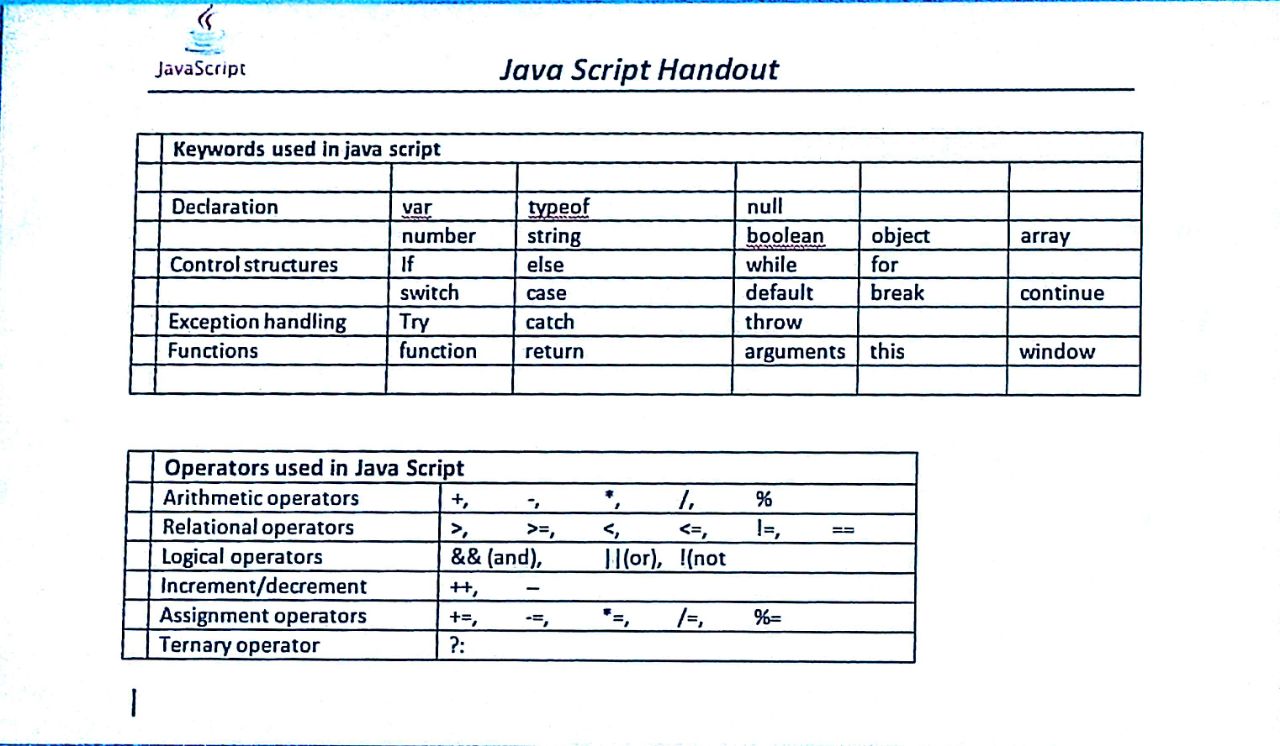 JavaScript
Java Script Handout
Keywords used in java script
Declaration var typeof null
number string boolean object array
Control structures If else while for
switch case default break continue
Exception handling Try catch throw
Functions function return arguments this window
Operators used in Java Script
Arithmetic operators +, -, *, /, %
Relational operators >, >=, <, <=, !=, ==
Logical operators && (and), ||(or), !(not
Increment/decrement ++, –
Assignment operators +=, -=, *=, /=, %=
Ternary operator ?: